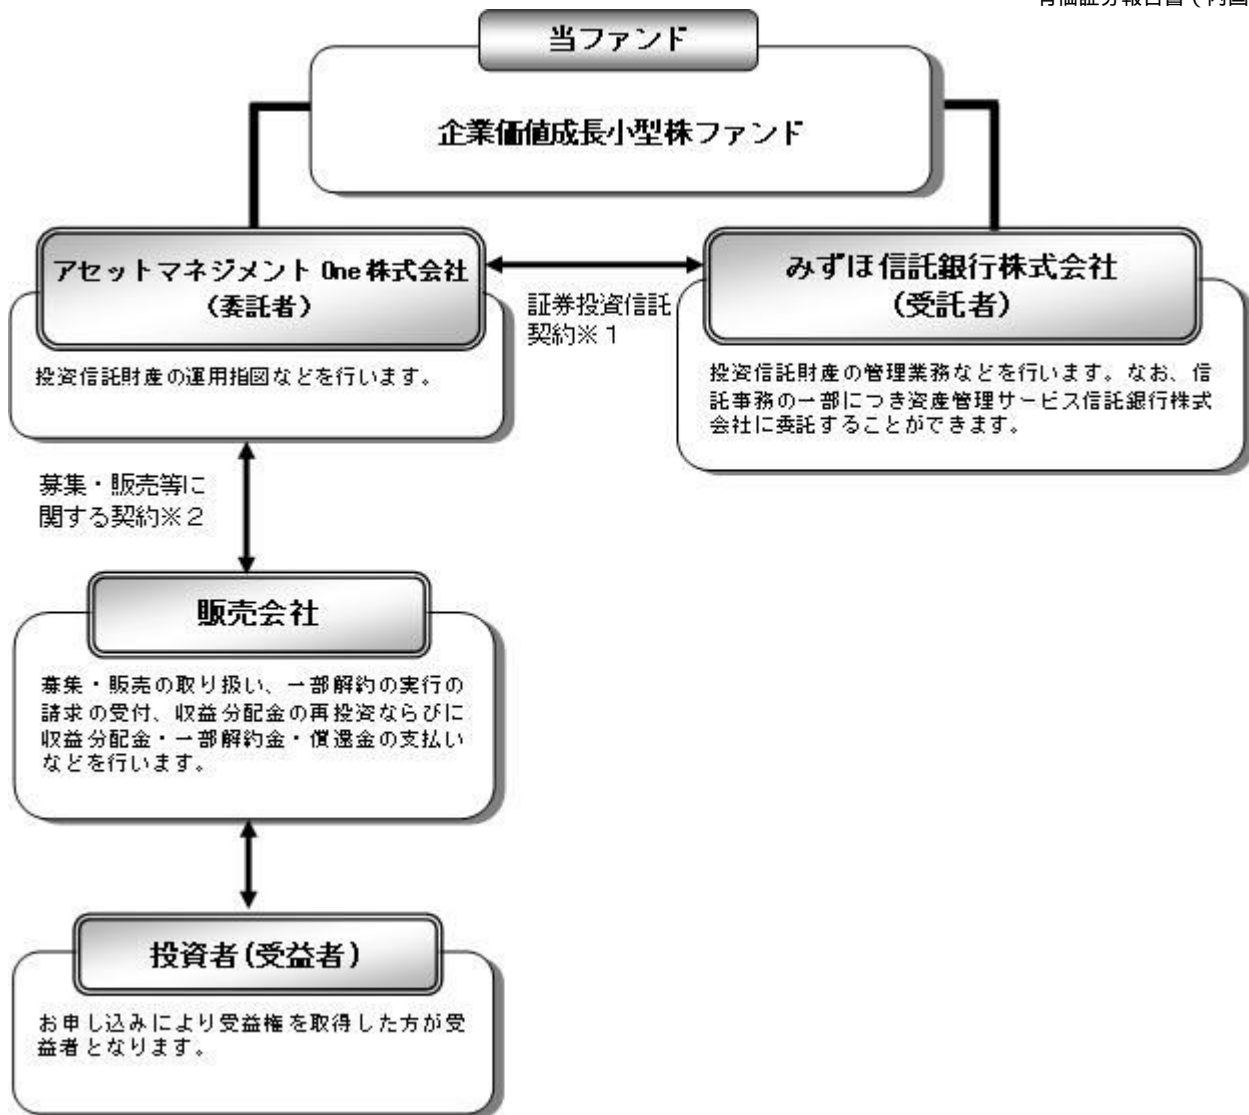 当ファンド
企業価値成長小型株ファンド
アセットマネジメント One 株式会社
(委託者)
投資信託財産の運用指図などを行います。
証券投資信託
契約※1
みずほ信託銀行株式会社
(受託者)
投資信託財産の管理業務などを行います。なお、信
託事務の一部につき資産管理サービス信託銀行株式
会社に委託することができます。
募集・販売等に
関する契約※2
販売会社
募集・販売の取り扱い、一部解約の実行の
請求の受付、収益分配金の再投資ならびに
収益分配金・一部解約金・償還金の支払い
などを行います。
投資者(受益者)
お申し込みにより受益権を取得した方が受
益者となります。